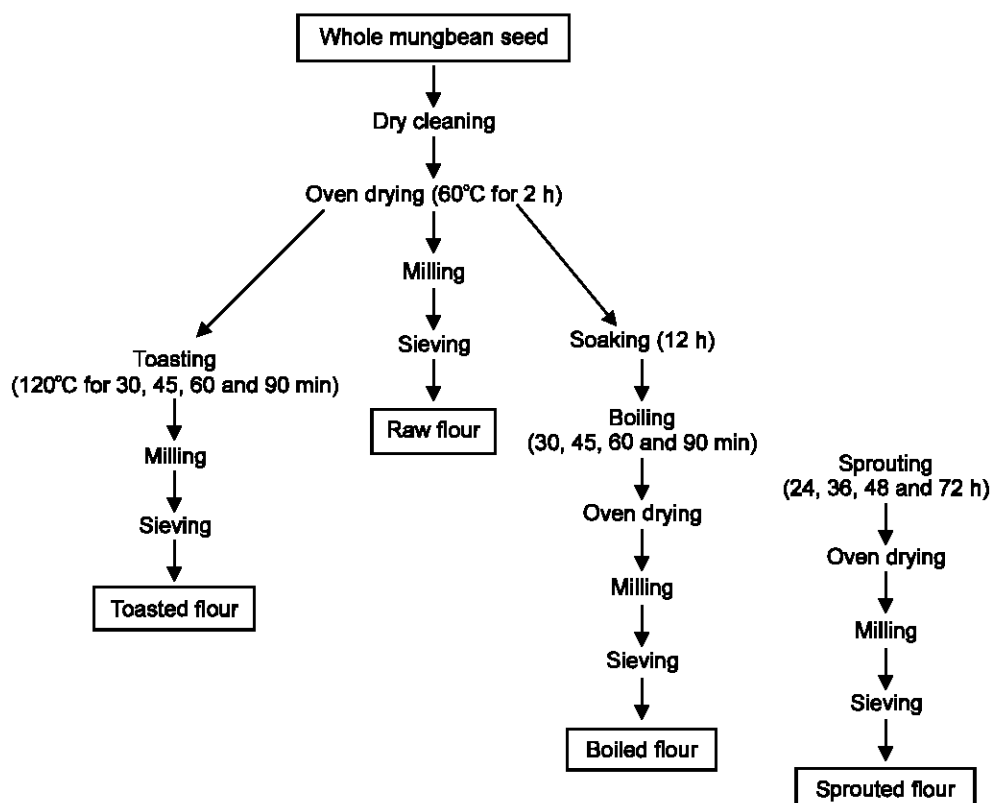 Whole mungbean seed
Dry cleaning
Oven drying (60°C for 2 h)
Toasting
(120°C for 30, 45, 60 and 90 min)
Milling
Sieving
Toasted flour
Milling
Sieving
Raw flour
Soaking (12 h)
Boiling
(30, 45, 60 and 90 min)
Oven drying
Milling
Sieving
Boiled flour
Sprouting
(24, 36, 48 and 72 h)
Oven drying
Milling
Sieving
Sprouted flour